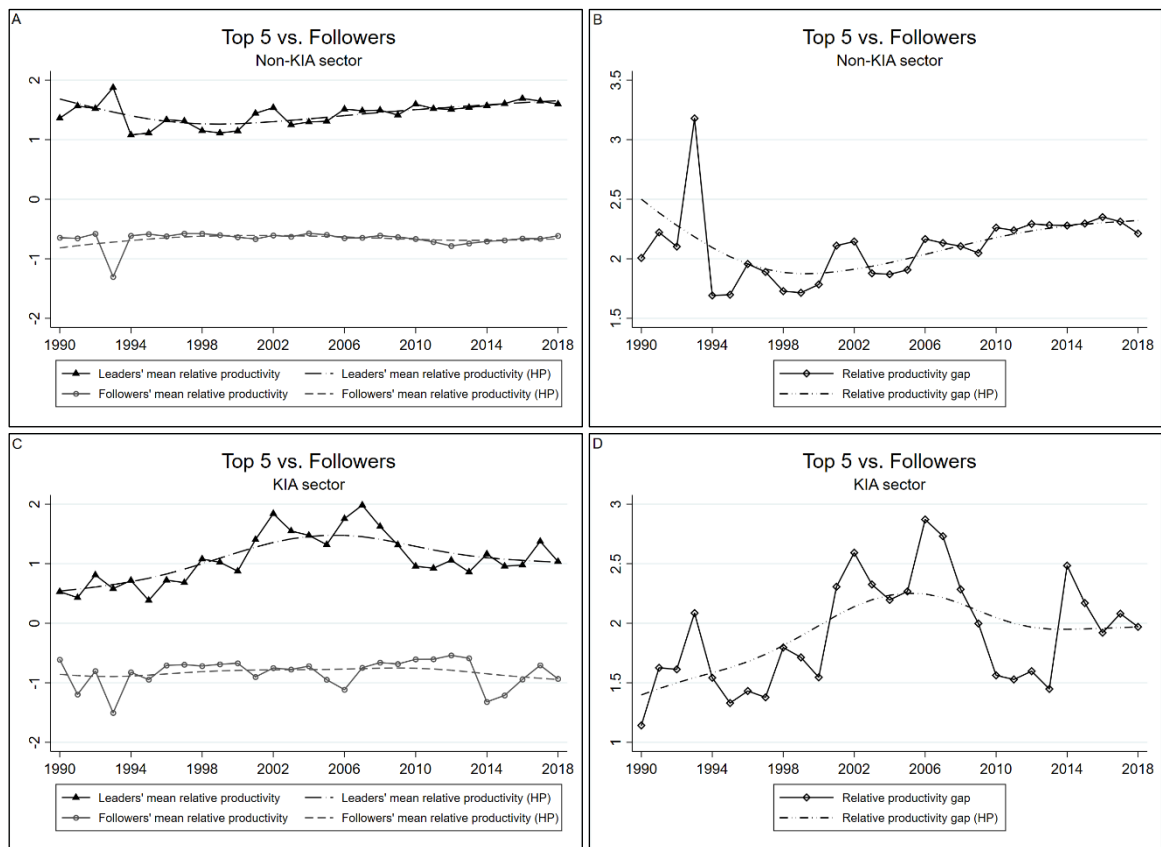 A
Top 5 vs. Followers
Non-KIA sector
2
1
0
-1
-2
1990 1994 1998 2002 2006 2010 2014 2018
Leaders' mean relative productivity Leaders' mean relative productivity (HP)
Followers' mean relative productivity Followers' mean relative productivity (HP)
B
Top 5 vs. Followers
Non-KIA sector
3.5
3
2.5
2
1.5
1990 1994 1998 2002 2006 2010 2014 2018
Relative productivity gap
Relative productivity gap (HP)
C
Top 5 vs. Followers
KIA sector
2
1
0
-1
-2
1990 1994 1998 2002 2006 2010 2014 2018
Leaders' mean relative productivity Leaders' mean relative productivity (HP)
Followers' mean relative productivity Followers' mean relative productivity (HP)
D
Top 5 vs. Followers
KIA sector
3
2.5
2
1.5
1
1990 1994 1998 2002 2006 2010 2014 2018
Relative productivity gap
Relative productivity gap (HP)